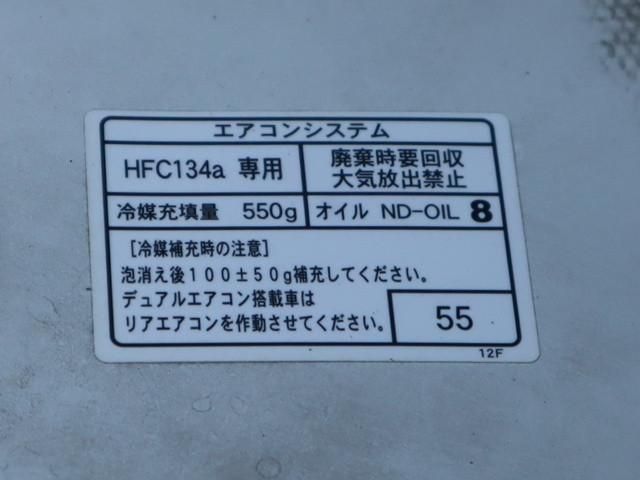 エアコンシステム
HFC134a 専用
廃棄時要回収
大気放出禁止
冷媒充填量 550g
オイル ND-OIL 8
[冷媒補充時の注意]
泡消え後100±50g補充してください。
デュアルエアコン搭載車は
リアエアコンを作動させてください。
55
12F